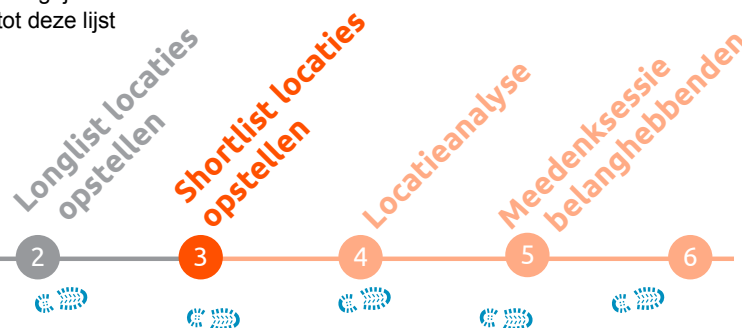 tot deze lijst
Longlist locaties
opstellen
Shortlist locaties
opstellen
Locatieanalyse
Meedenksessie
belanghebbenden
2
3
4
5
6